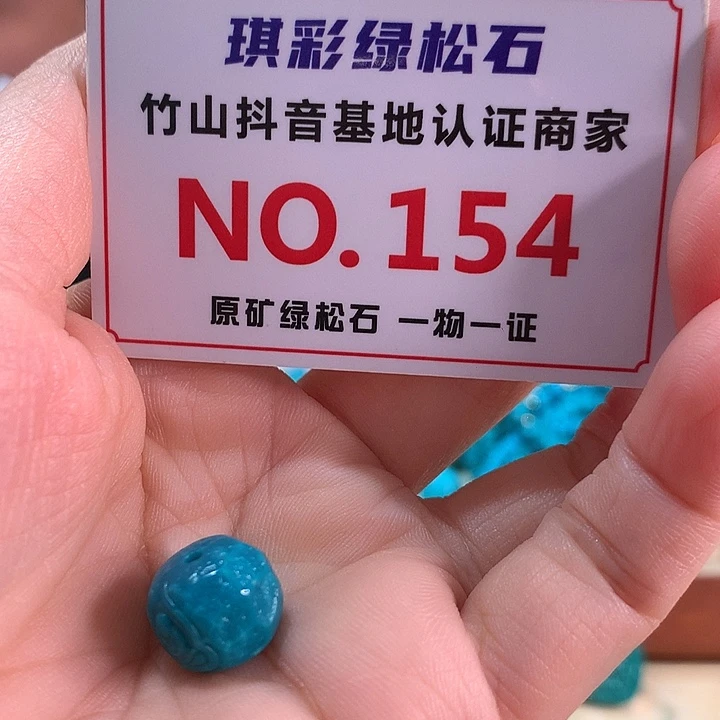 琪彩绿松石
竹山抖音基地认证商家
NO.154
原矿绿松石 一物一证